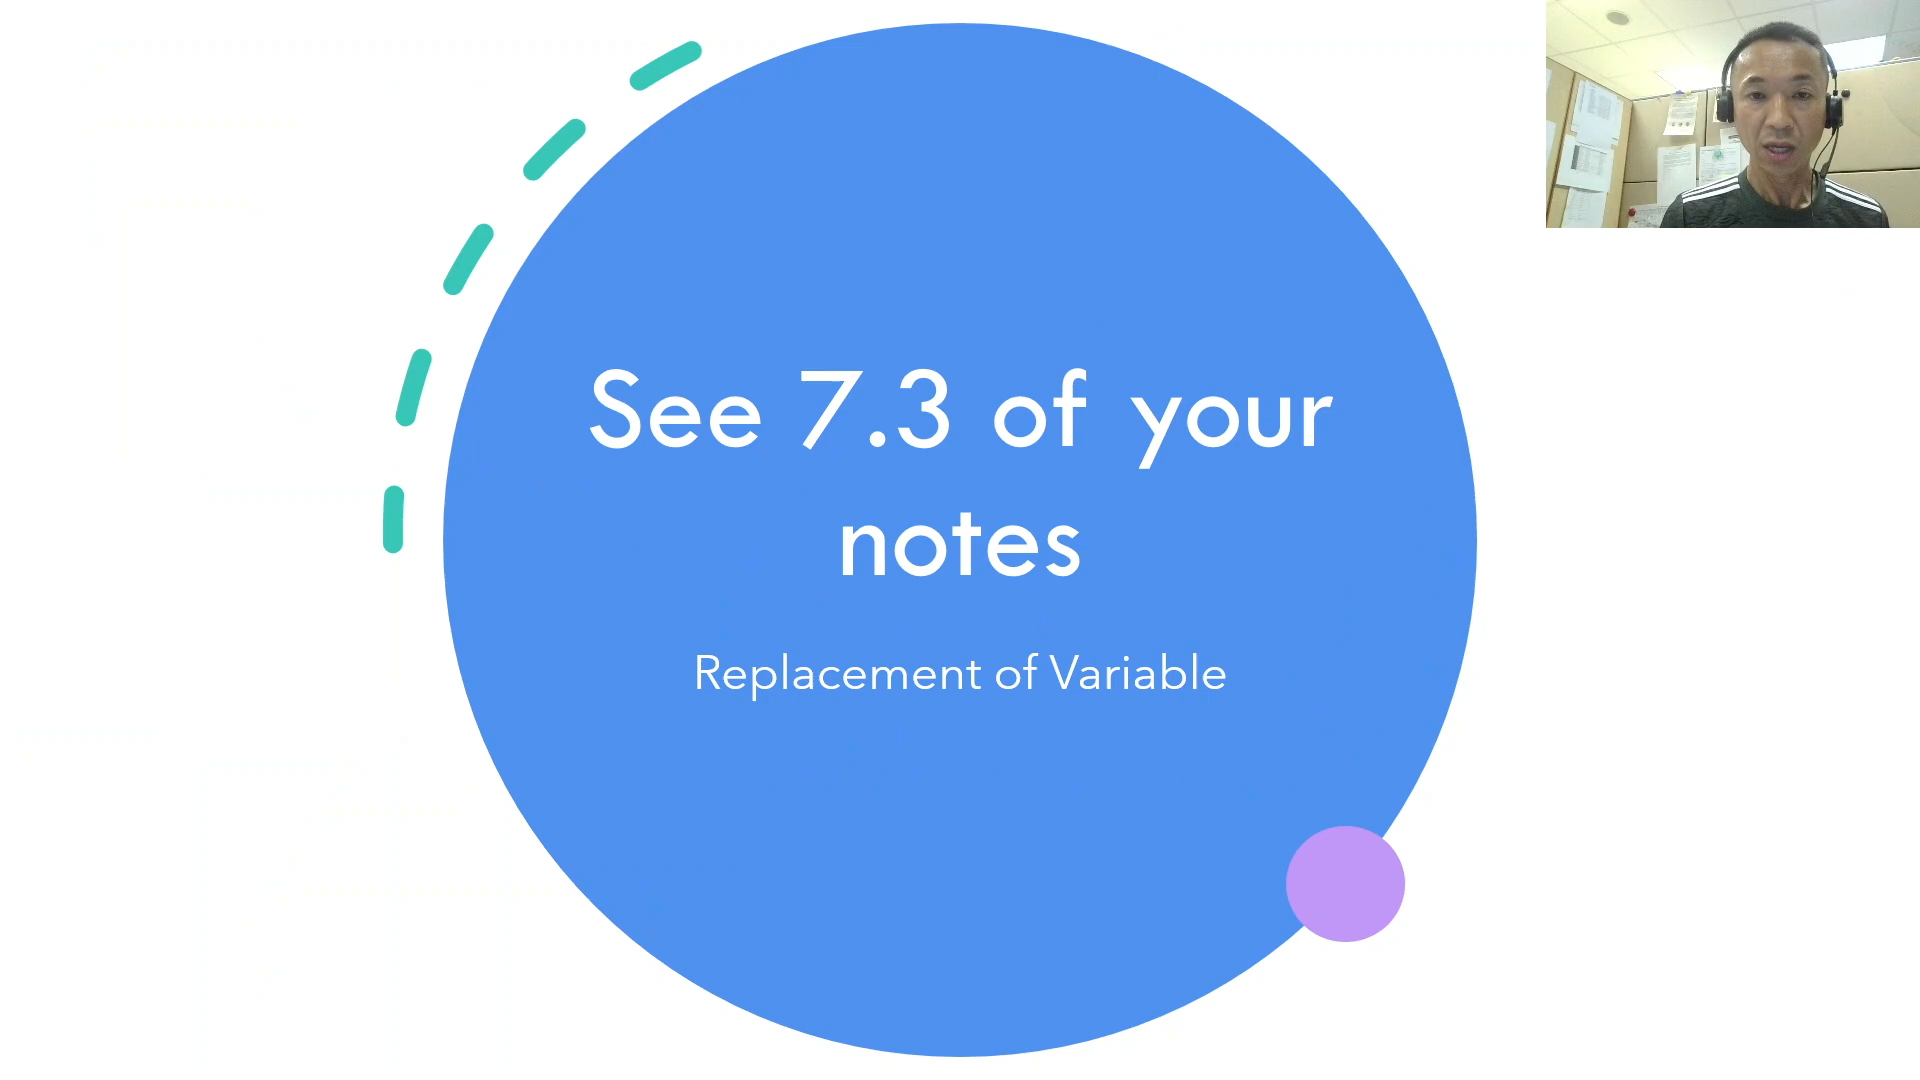 See 7.3 of your
notes
Replacement of Variable